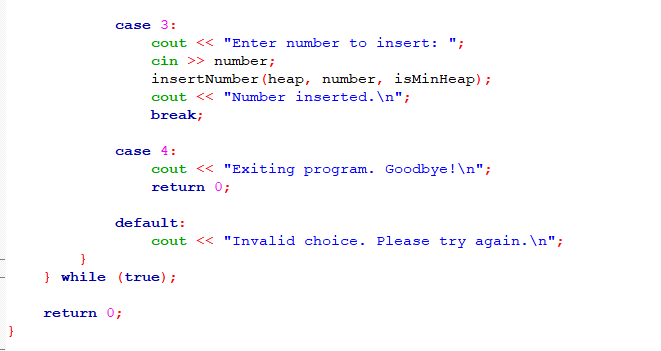 case 3:
cout << "Enter number to insert: ";
cin >> number;
insertNumber(heap, number, isMinHeap);
cout << "Number inserted.\n";
break;
case 4:
cout << "Exiting program. Goodbye!\n";
return 0;
default:
cout << "Invalid choice. Please try again.\n";
}
} while (true);
return 0;
}